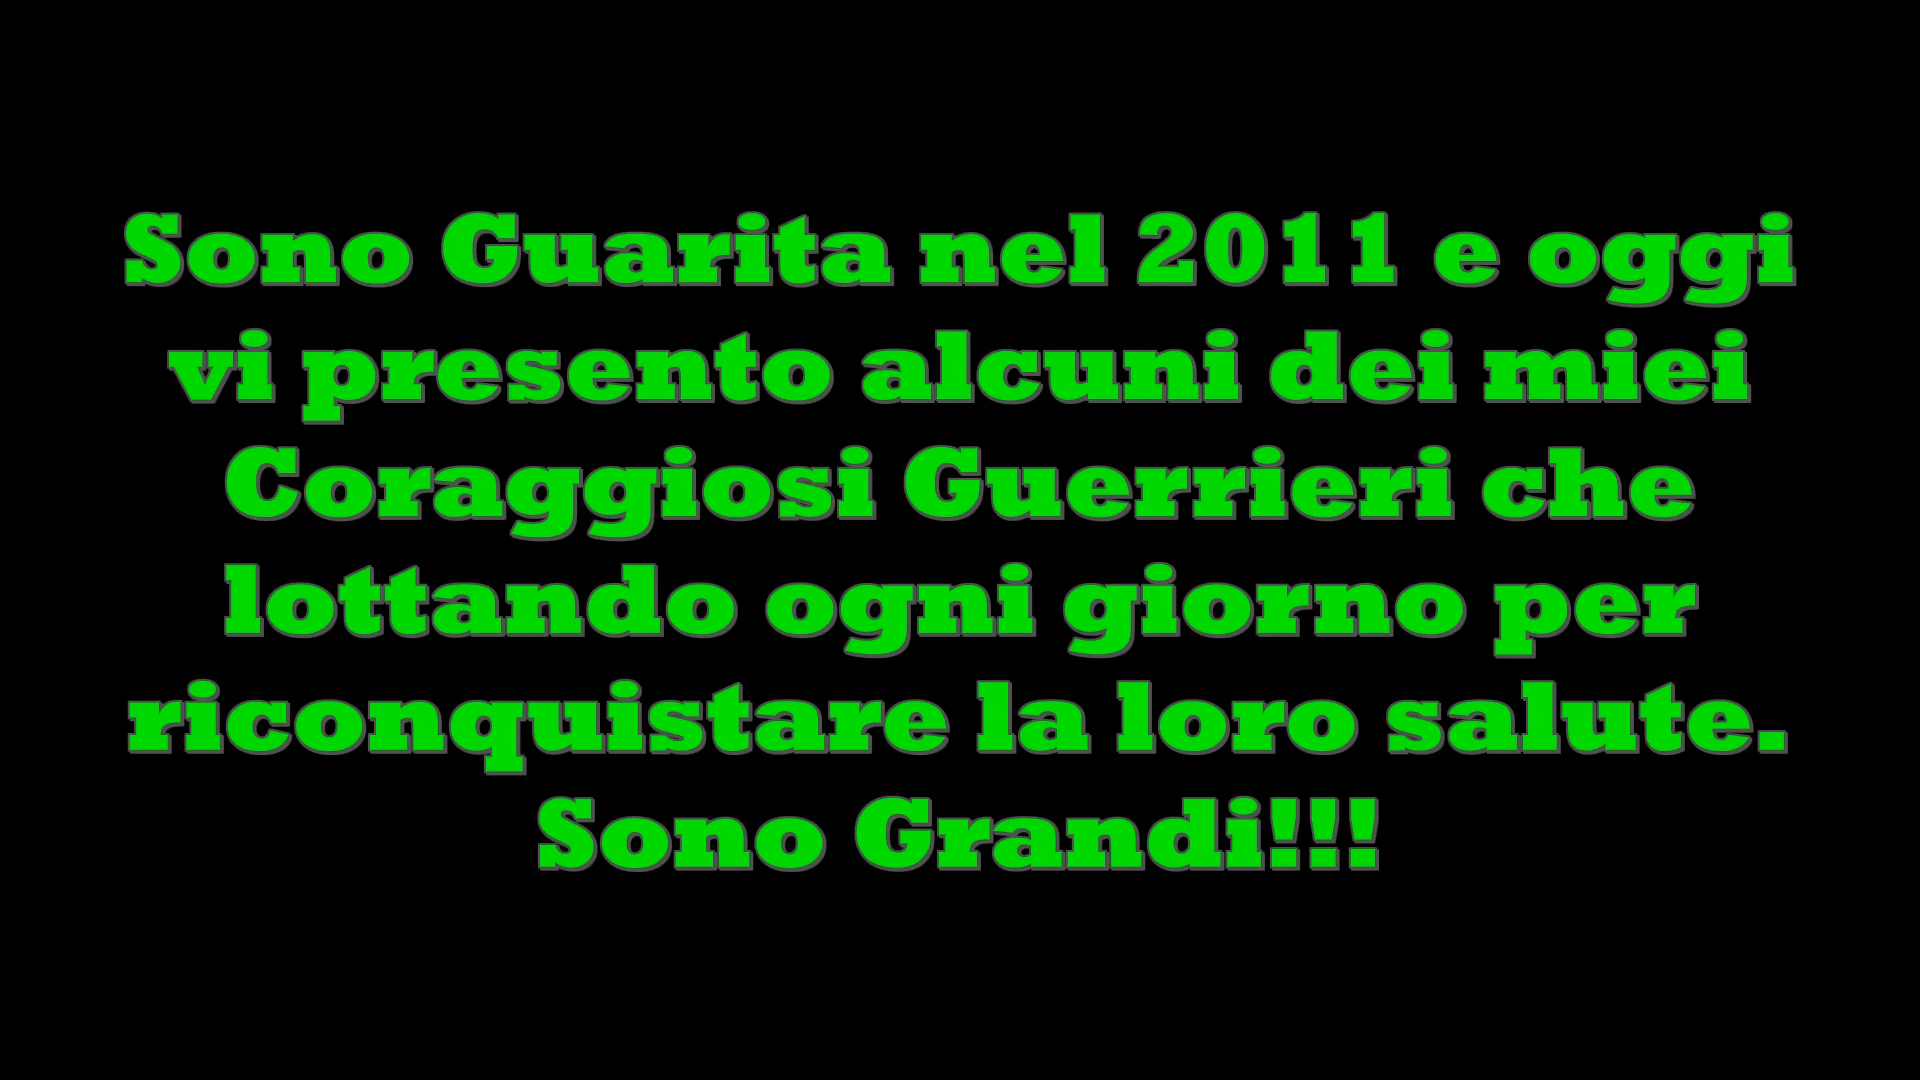 Sono Guarita nel 2011 e oggi
vi presento alcuni dei miei
Coraggiosi Guerrieri che
lottando ogni giorno per
riconquistare la loro salute.
Sono Grandi!!!